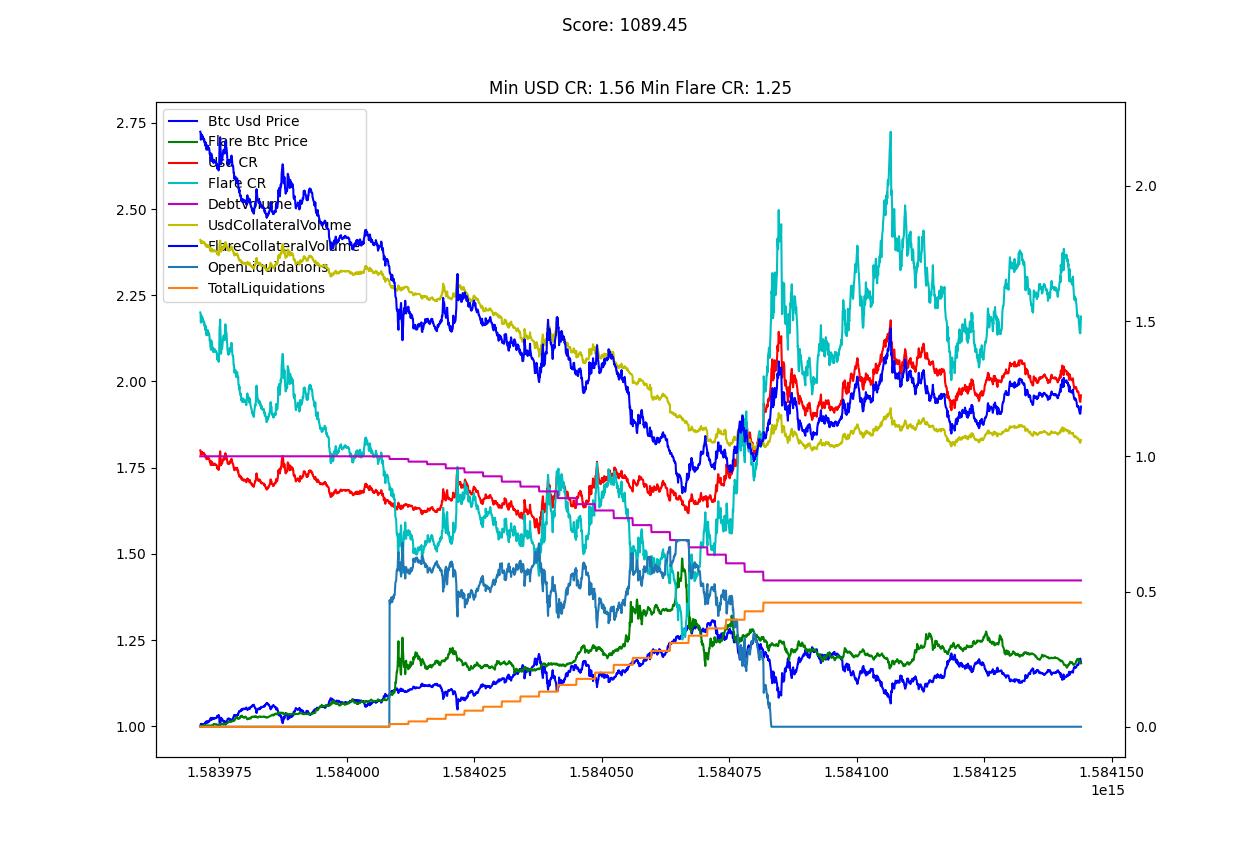 Score: 1089.45
Min USD CR: 1.56 Min Flare CR: 1.25
Btc Usd Price
Flare Btc Price
Usd CR
Flare CR
DebtVolume
UsdCollateralVolume
FlareCollateralVolume
OpenLiquidations
TotalLiquidations
2.75
2.50
2.25
2.00
1.75
1.50
1.25
1.00
2.0
1.5
1.0
0.5
0.0
1.583975 1.584000 1.584025 1.584050 1.584075 1.584100 1.584125 1.584150
1e15